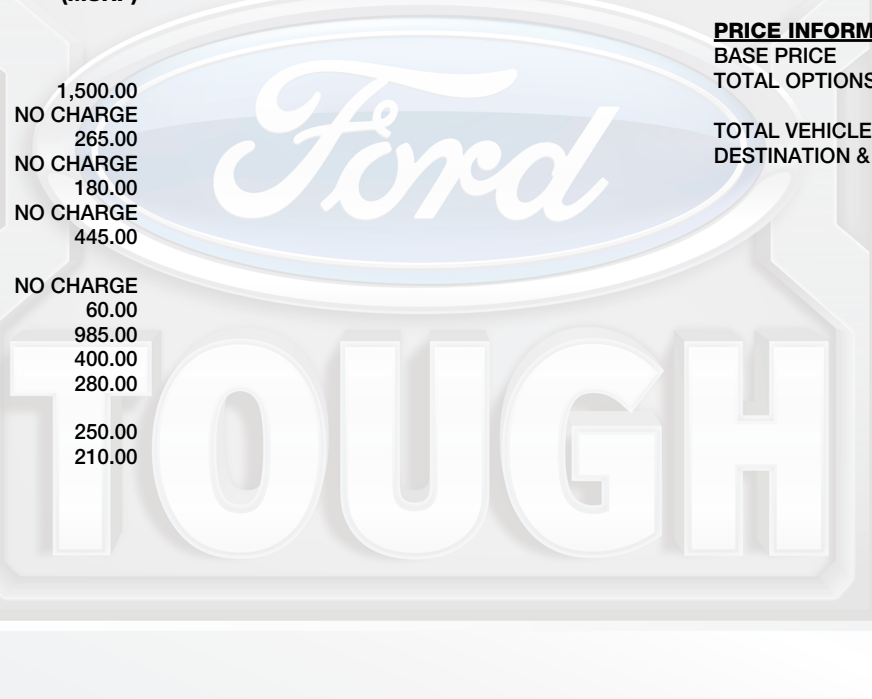 1,500.00
NO CHARGE
265.00
NO CHARGE
180.00
NO CHARGE
445.00
NO CHARGE
60.00
985.00
400.00
280.00
250.00
210.00
PRICE INFORM
BASE PRICE
TOTAL OPTIONS
TOTAL VEHICLE
DESTINATION &
Ford
TOUGH